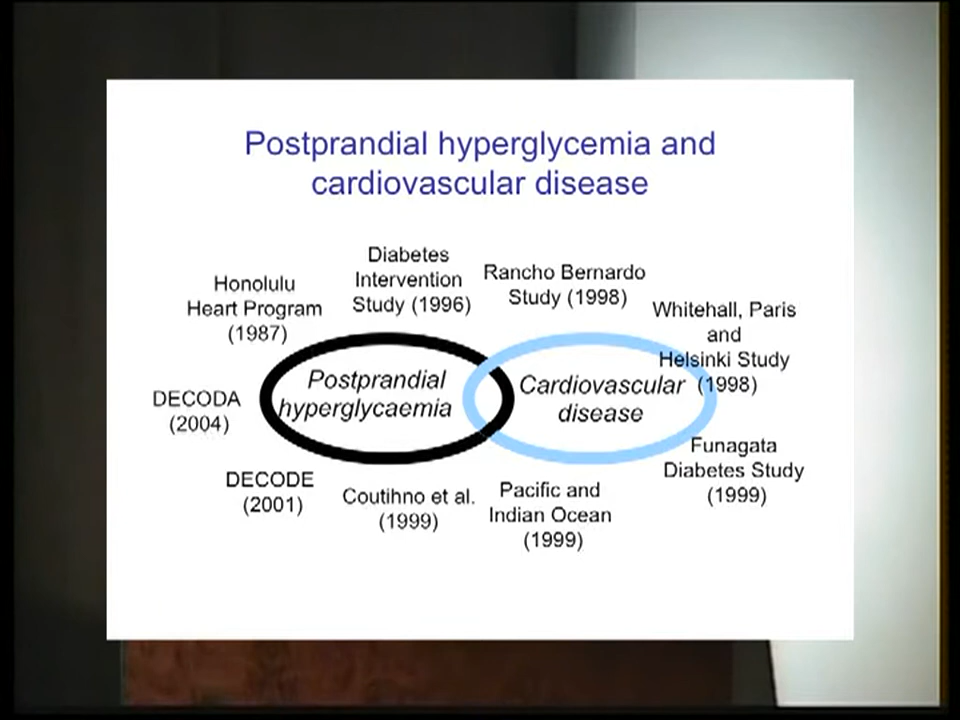 Postprandial hyperglycemia and
cardiovascular disease
Diabetes
Intervention
Study (1996)
Rancho Bernardo
Study (1998)
Honolulu
Heart Program
(1987)
Whitehall, Paris
and
Helsinki Study
(1998)
Postprandial
hyperglycaemia
Cardiovascular
disease
DECODA
(2004)
Funagata
Diabetes Study
(1999)
DECODE
(2001)
Coutihno et al.
(1999)
Pacific and
Indian Ocean
(1999)